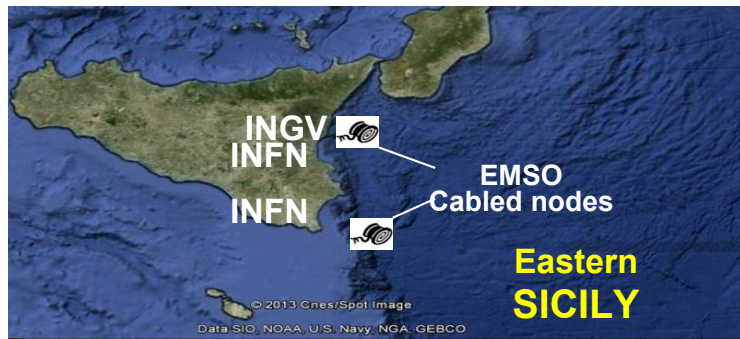 INGV
INFN
EMSO
Cabled nodes
INFN
Eastern
SICILY
© 2013 Cnes/Spot Image
Data SIO, NOAA, U.S. Navy, NGA, GEBCO